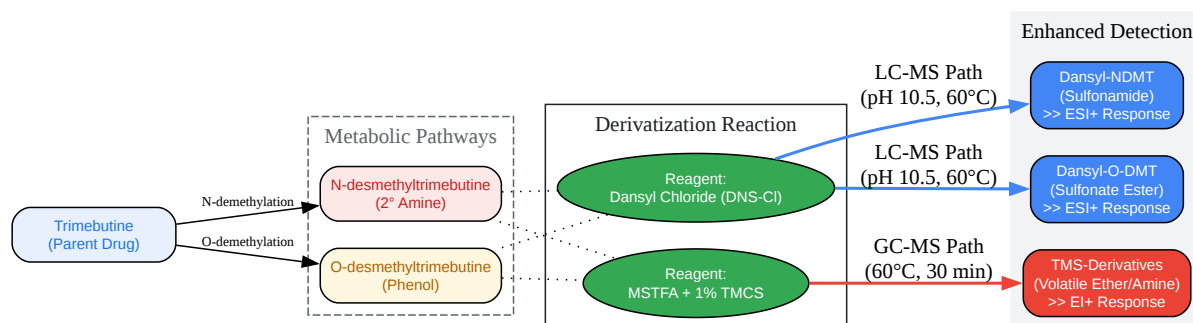 Trimebutine
(Parent Drug)
N-demethylation
O-demethylation
Metabolic Pathways
N-desmethyltrimebutine
(2° Amine)
O-desmethyltrimebutine
(Phenol)
Derivatization Reaction
Reagent:
Dansyl Chloride (DNS-Cl)
Reagent:
MSTFA + 1% TMCS
LC-MS Path
(pH 10.5, 60°C)
LC-MS Path
(pH 10.5, 60°C)
GC-MS Path
(60°C, 30 min)
Enhanced Detection
Dansyl-NDMT
(Sulfonamide)
>> ESI+ Response
Dansyl-O-DMT
(Sulfonate Ester)
>> ESI+ Response
TMS-Derivatives
(Volatile Ether/Amine)
>> EI+ Response